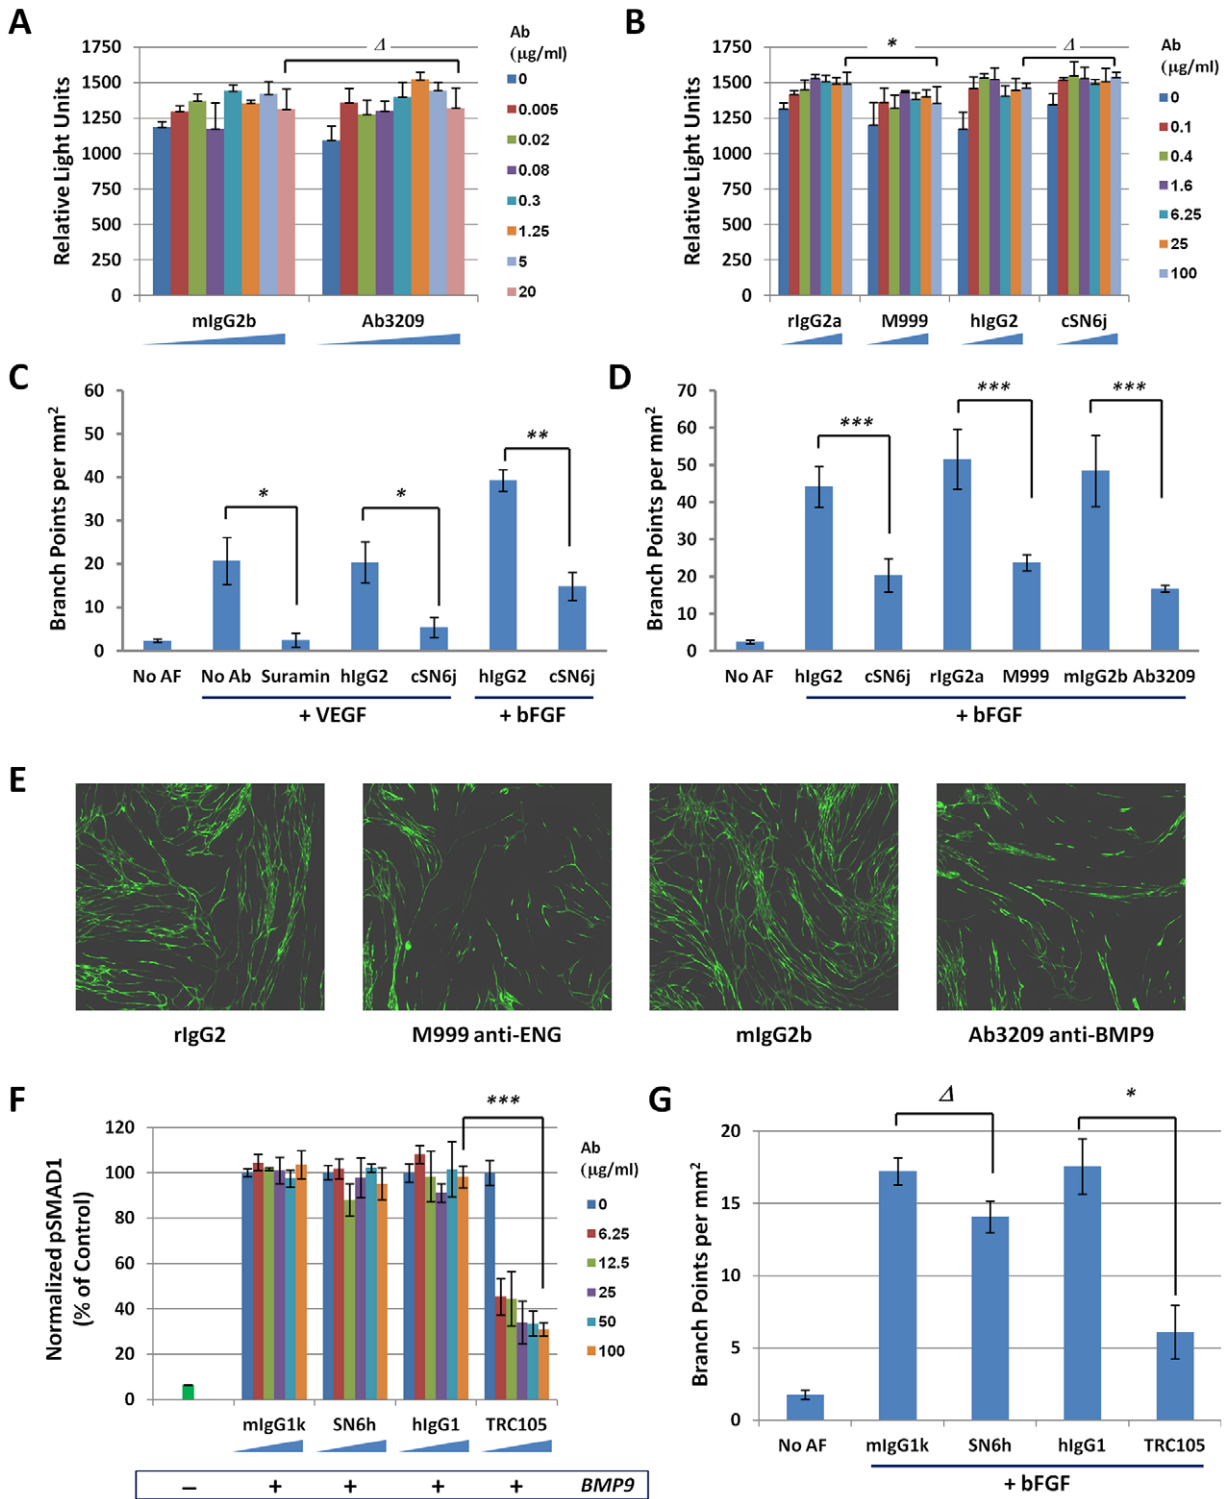 A
Relative Light Units
1750
1500
1250
1000
750
500
250
0
Δ
mIgG2b
Ab3209
Ab
(µg/ml)
0
0.005
0.02
0.08
0.3
1.25
5
20
B
Relative Light Units
1750
1500
1250
1000
750
500
250
0
*
Δ
rIgG2a
M999
hIgG2
cSN6j
Ab
(µg/ml)
0
0.1
0.4
1.6
6.25
25
100
C
Branch Points per mm2
60
50
40
30
20
10
0
*
*
**
No AF
No Ab
Suramin
hIgG2
cSN6j
hIgG2
cSN6j
+ VEGF
+ bFGF
D
Branch Points per mm2
70
60
50
40
30
20
10
0
***
***
***
No AF
hIgG2
cSN6j
rIgG2a
M999
mIgG2b
Ab3209
+ bFGF
E
rIgG2
M999 anti-ENG
mIgG2b
Ab3209 anti-BMP9
F
Normalized pSMAD1
(% of Control)
120
100
80
60
40
20
0
***
mIgG1k
SN6h
hIgG1
TRC105
– + + + + BMP9
Ab
(µg/ml)
0
6.25
12.5
25
50
100
G
Branch Points per mm2
20
15
10
5
0
Δ
*
No AF
mIgG1k
SN6h
hIgG1
TRC105
+ bFGF